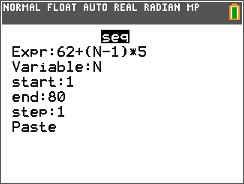 NORMAL FLOAT AUTO REAL RADIAN MP
seq
Expr:62+(N-1)*5
Variable:N
start:1
end:80
step:1
Paste